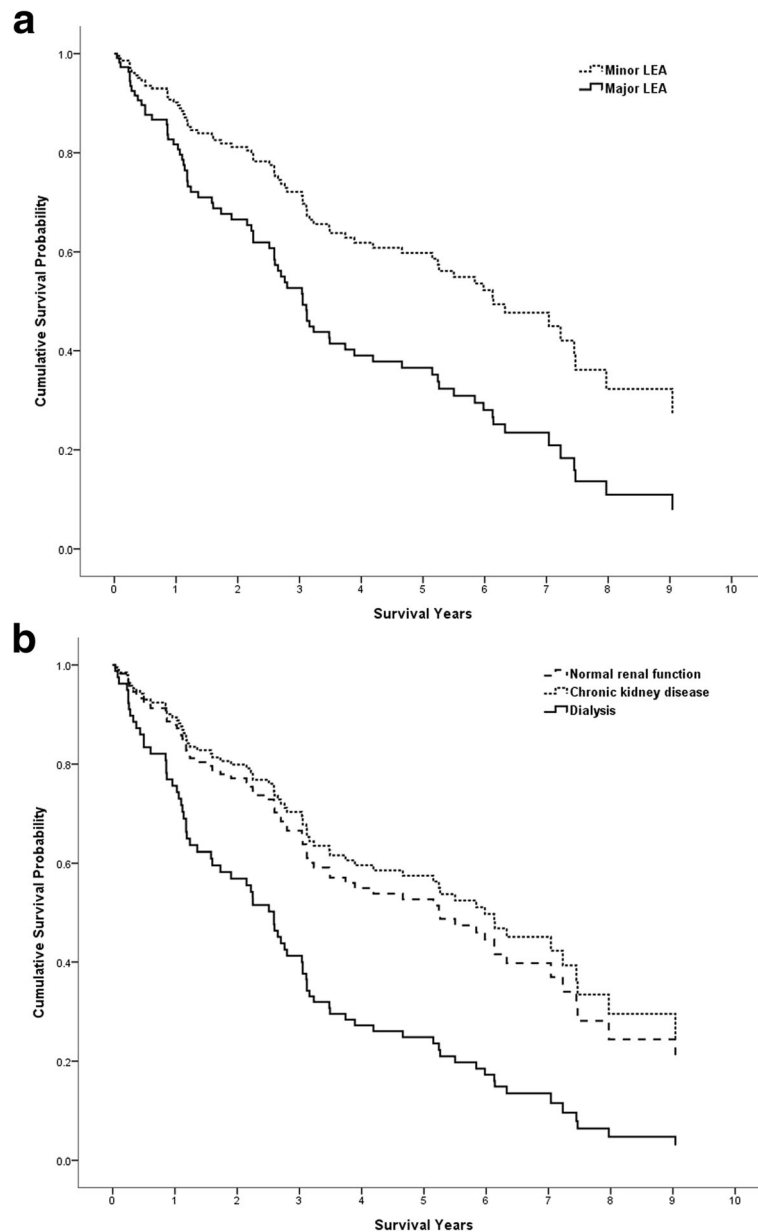 a
1.0
0.8
0.6
0.4
0.2
0.0
Cumulative Survival Probability
Minor LEA
Major LEA
0 1 2 3 4 5 6 7 8 9 10
Survival Years
b
1.0
0.8
0.6
0.4
0.2
0.0
Cumulative Survival Probability
Normal renal function
Chronic kidney disease
Dialysis
0 1 2 3 4 5 6 7 8 9 10
Survival Years